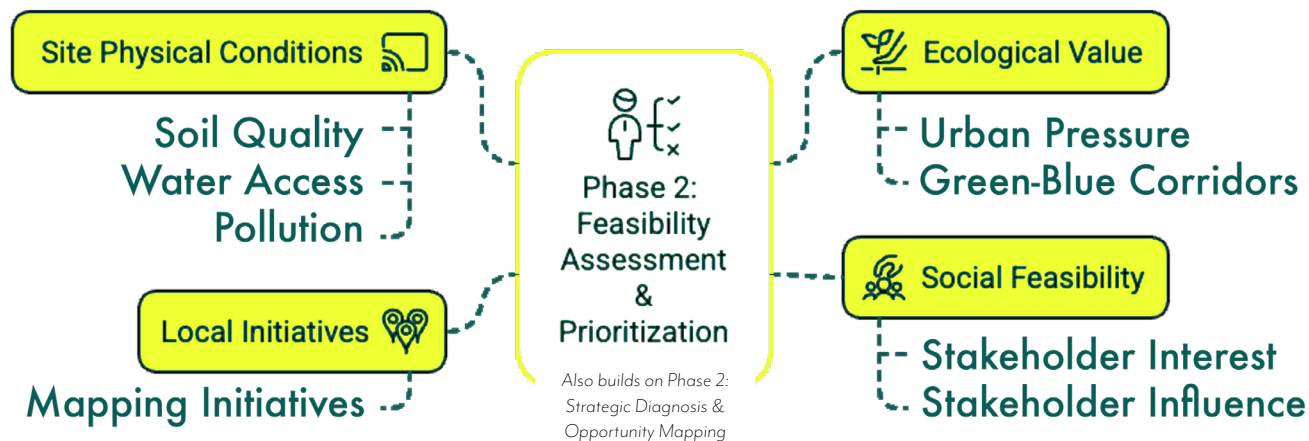 Site Physical Conditions
Soil Quality
Water Access
Pollution
Local Initiatives
Mapping Initiatives
Phase 2:
Feasibility
Assessment
&
Prioritization
Also builds on Phase 2:
Strategic Diagnosis &
Opportunity Mapping
Ecological Value
Urban Pressure
Green-Blue Corridors
Social Feasibility
Stakeholder Interest
Stakeholder Influence